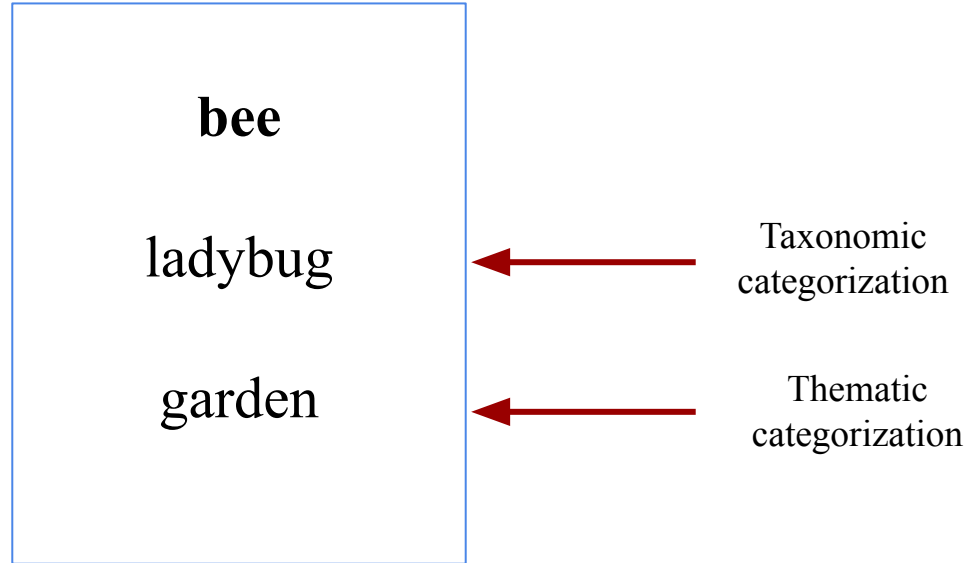 bee
ladybug
garden
Taxonomic
categorization
Thematic
categorization